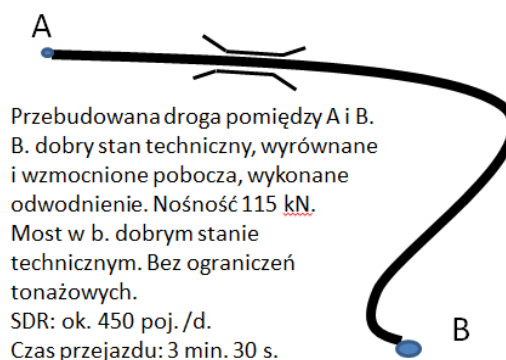 A
Przebudowana droga pomiędzy A i B.
B. dobry stan techniczny, wyrównane
i wzmocnione pobocza, wykonane
odwodnienie. Nośność 115 kN.
Most w b. dobrym stanie
technicznym. Bez ograniczeń
tonażowych.
SDR: ok. 450 poj. /d.
Czas przejazdu: 3 min. 30 s.
B